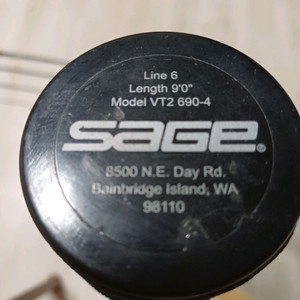 Line 6
Length 9'0"
Model VT2 690-4
SAGE®
8500 N.E. Day Rd.
Bainbridge Island, WA
98110